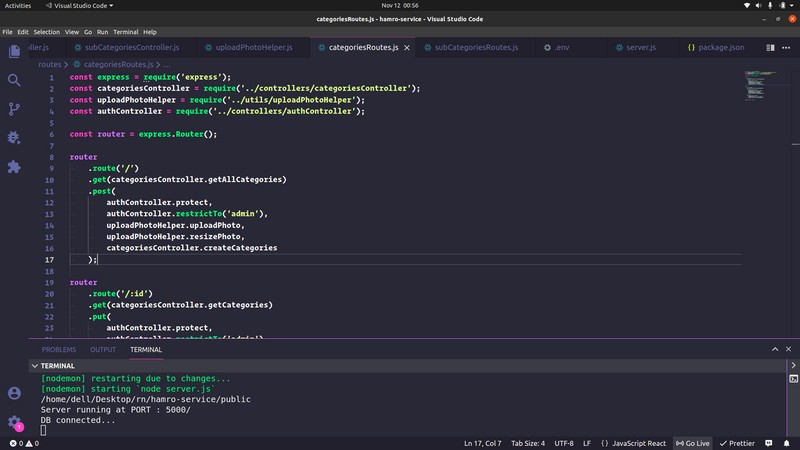 Activities
Visual Studio Code
Nov 12 00:56
categoriesRoutes.js - hamro-service - Visual Studio Code
File Edit Selection View Go Run Terminal Help
ller.js
subCategoriesController.js
uploadPhotoHelper.js
categoriesRoutes.js
subCategoriesRoutes.js
.env
server.js
package.json
routes > categoriesRoutes.js > ...
1 const express = require('express');
2 const categoriesController = require('../controllers/categoriesController');
3 const uploadPhotoHelper = require('../utils/uploadPhotoHelper');
4 const authController = require('../controllers/authController');
5
6 const router = express.Router();
7
8 router
9 .route('/')
10 .get(categoriesController.getAllCategories)
11 .post(
12 authController.protect,
13 authController.restrictTo('admin'),
14 uploadPhotoHelper.uploadPhoto,
15 uploadPhotoHelper.resizePhoto,
16 categoriesController.createCategories
17 );
18
19 router
20 .route('/:id')
21 .get(categoriesController.getCategories)
22 .put(
23 authController.protect,
authController.restrictTo('admin')
PROBLEMS OUTPUT TERMINAL
TERMINAL
[nodemon] restarting due to changes...
[nodemon] starting `node server.js`
/home/dell/Desktop/rn/hamro-service/public
Server running at PORT : 5000/
DB connected...
1
0 0
Ln 17, Col 7
Tab Size: 4
UTF-8
LF
{} JavaScript React
Go Live
Prettier